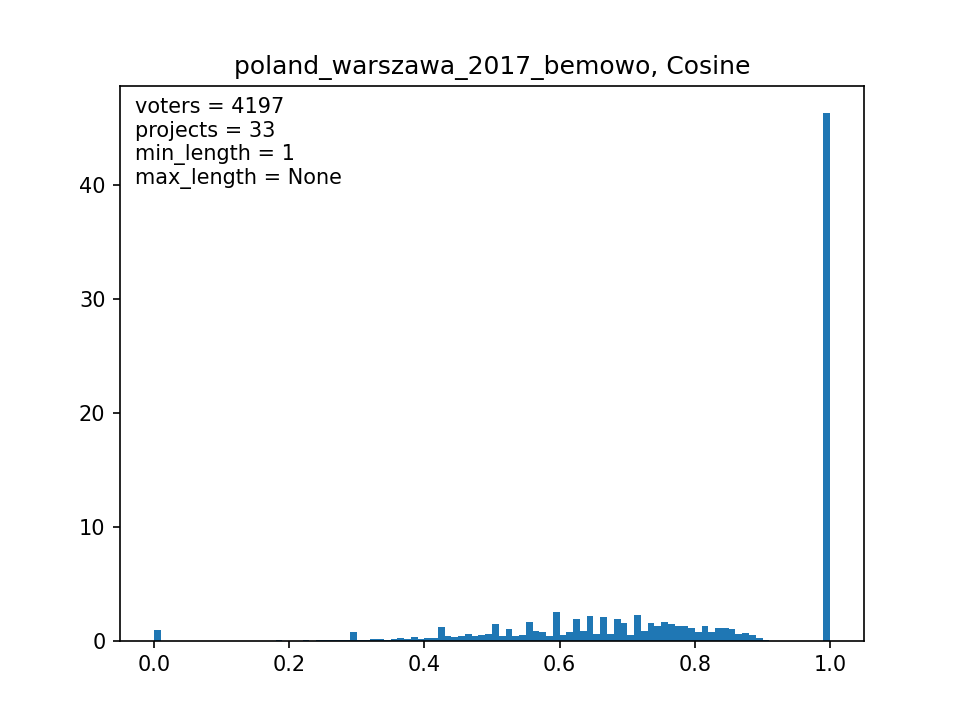 poland_warszawa_2017_bemowo, Cosine
voters = 4197
projects = 33
min_length = 1
max_length = None
40
30
20
10
0
0.0 0.2 0.4 0.6 0.8 1.0